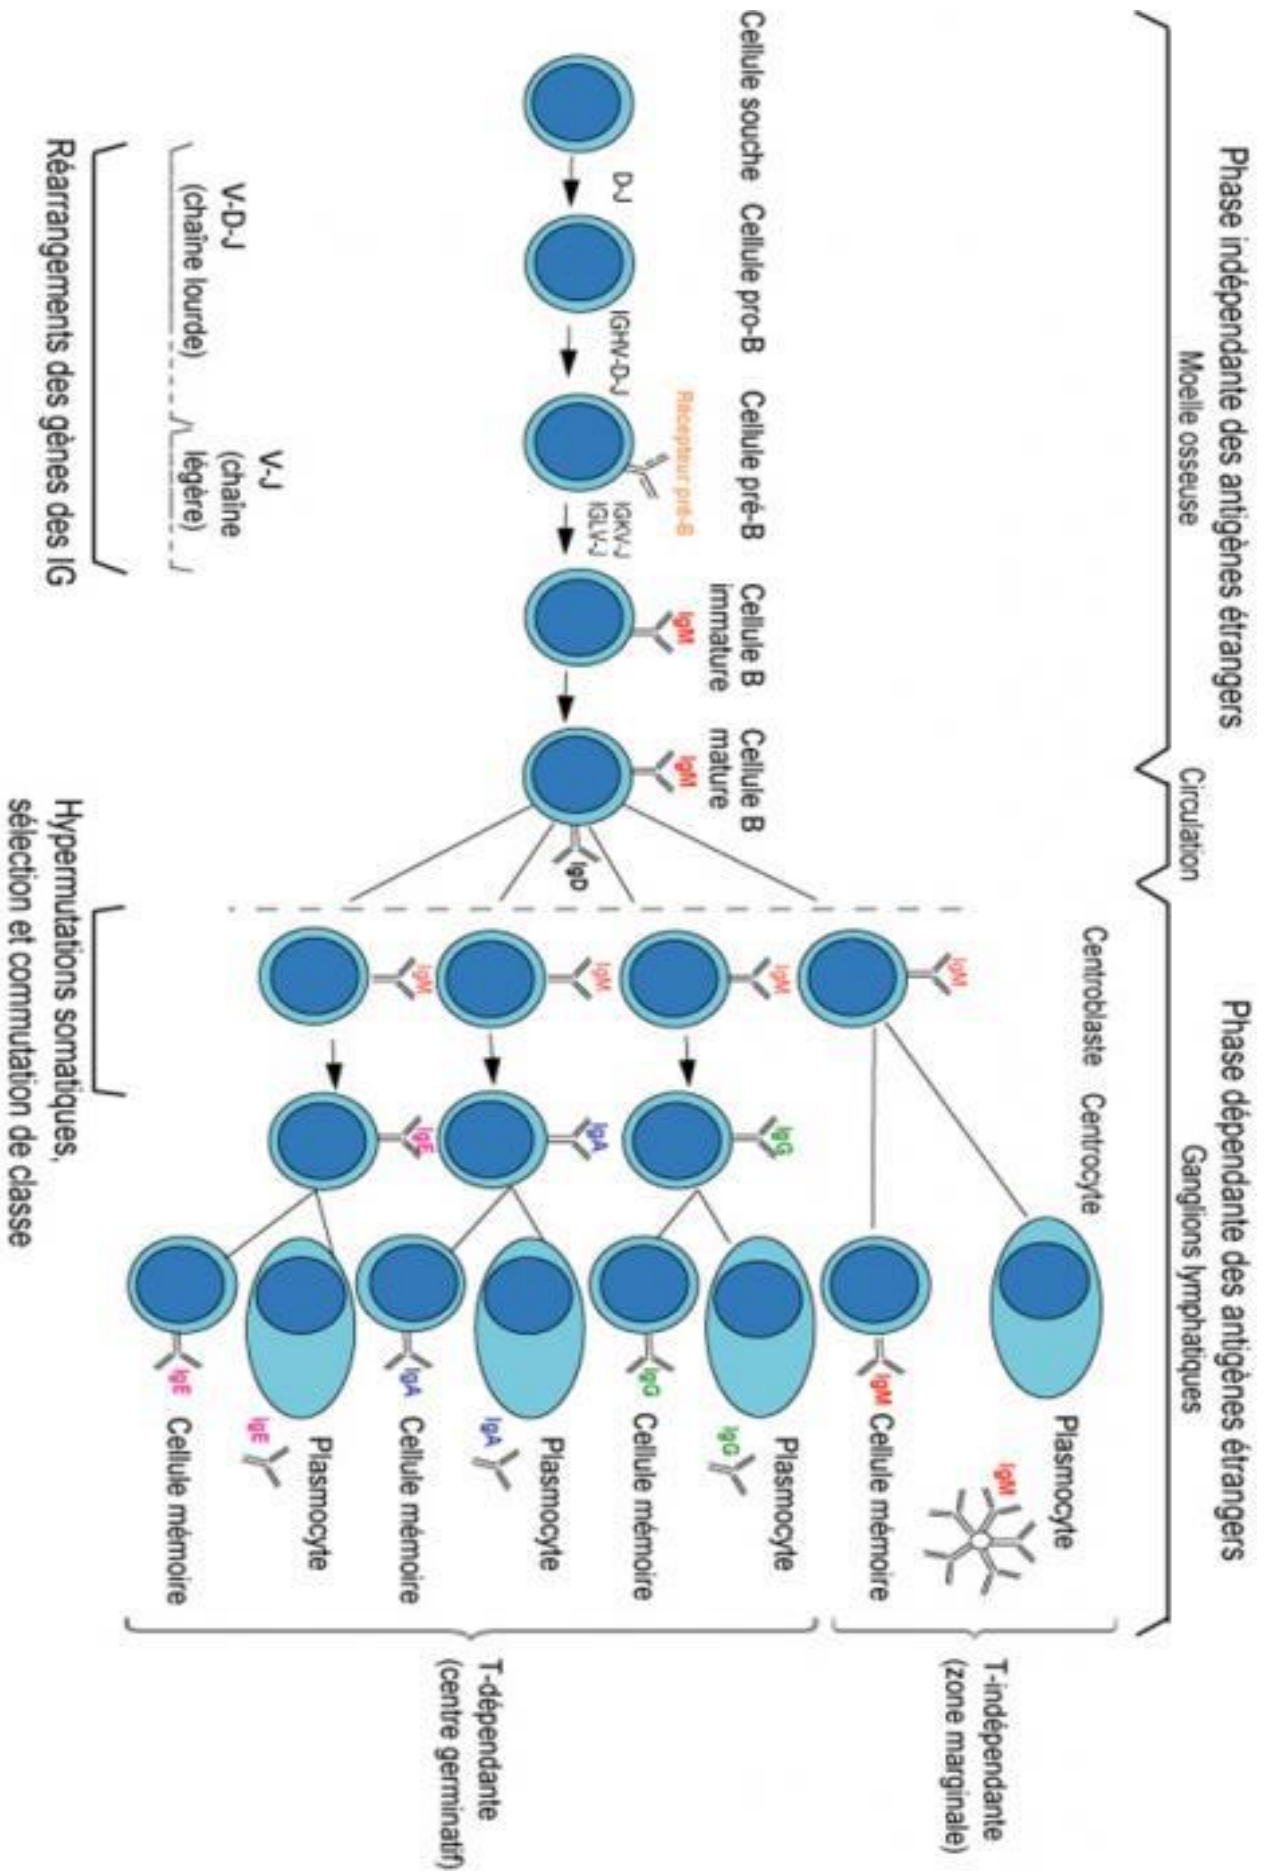 Phase indépendante des antigènes étrangers
Moelle osseuse
Circulation
Phase dépendante des antigènes étrangers
Ganglions lymphatiques
Cellule souche
Cellule pro-B
Cellule pré-B
Cellule B
immature
Cellule B
mature
Centroblaste
Centrocyte
Récepteur pré-B
D-J
IGHV-D-J
IGKV-J
IGLV-J
IgM
IgM
IgD
IgM
Plasmocyte
IgM
IgM
Cellule mémoire
T-indépendante
(zone marginale)
IgM
IgG
Plasmocyte
IgG
IgG
Cellule mémoire
IgM
IgA
Plasmocyte
IgA
IgA
Cellule mémoire
IgM
IgE
Plasmocyte
IgE
IgE
Cellule mémoire
T-dépendante
(centre germinatif)
V-D-J
(chaîne lourde)
V-J
(chaîne
légère)
Réarrangements des gènes des IG
Hypermutations somatiques,
sélection et commutation de classe